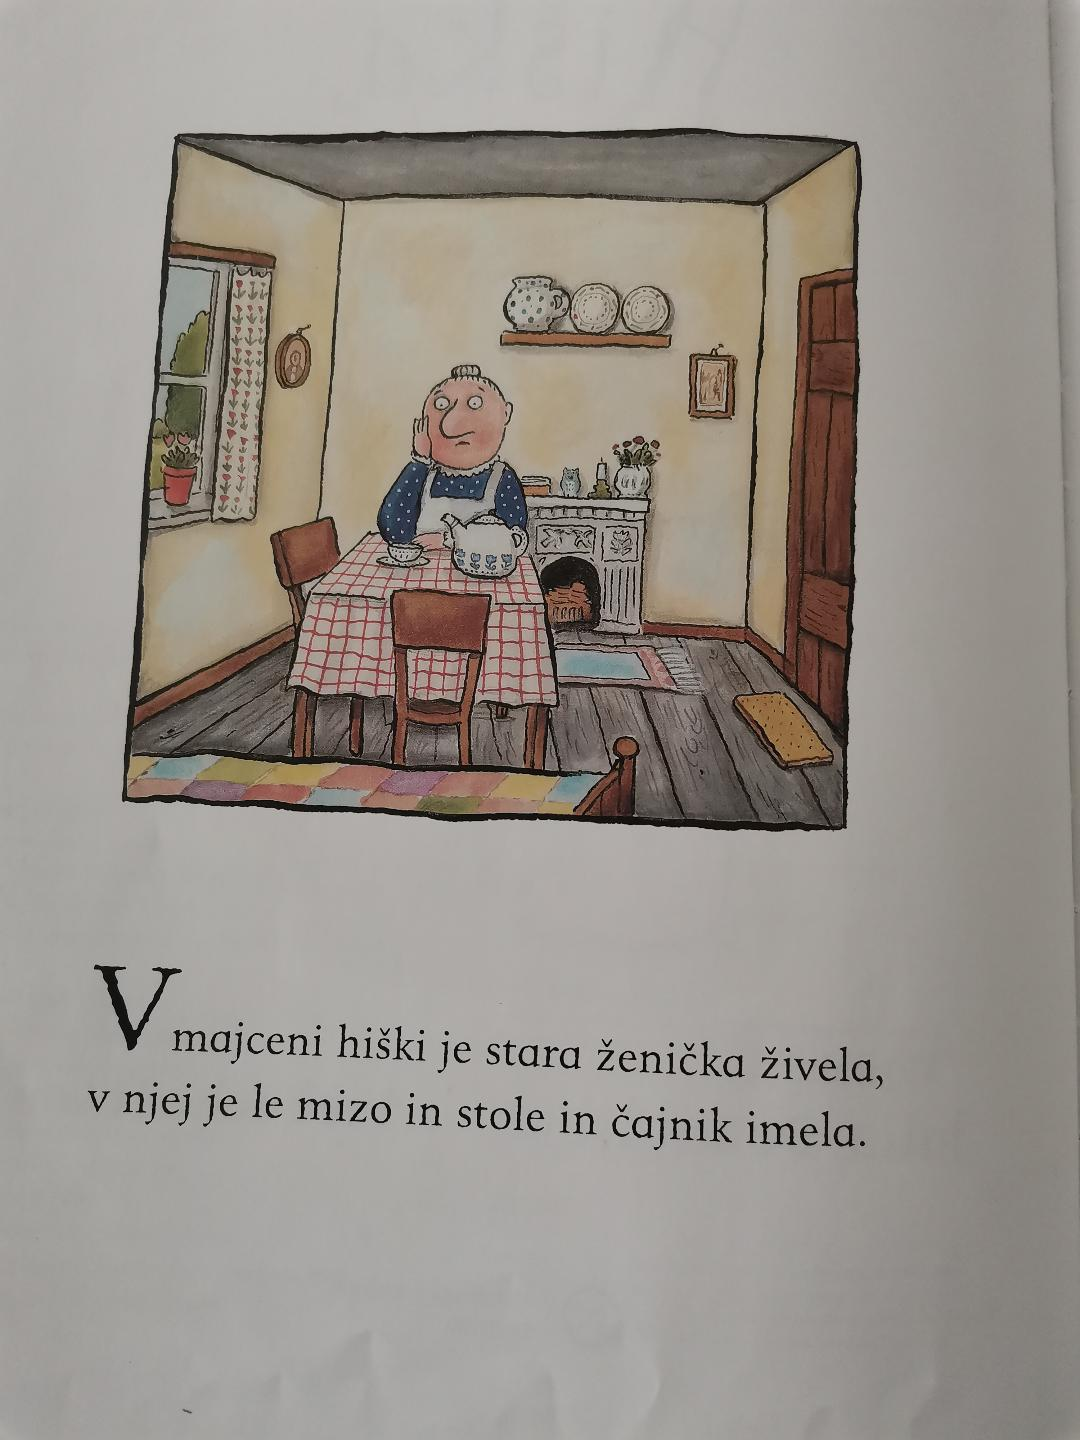 V majceni hiški je stara ženička živela,
v njej je le mizo in stole in čajnik imela.